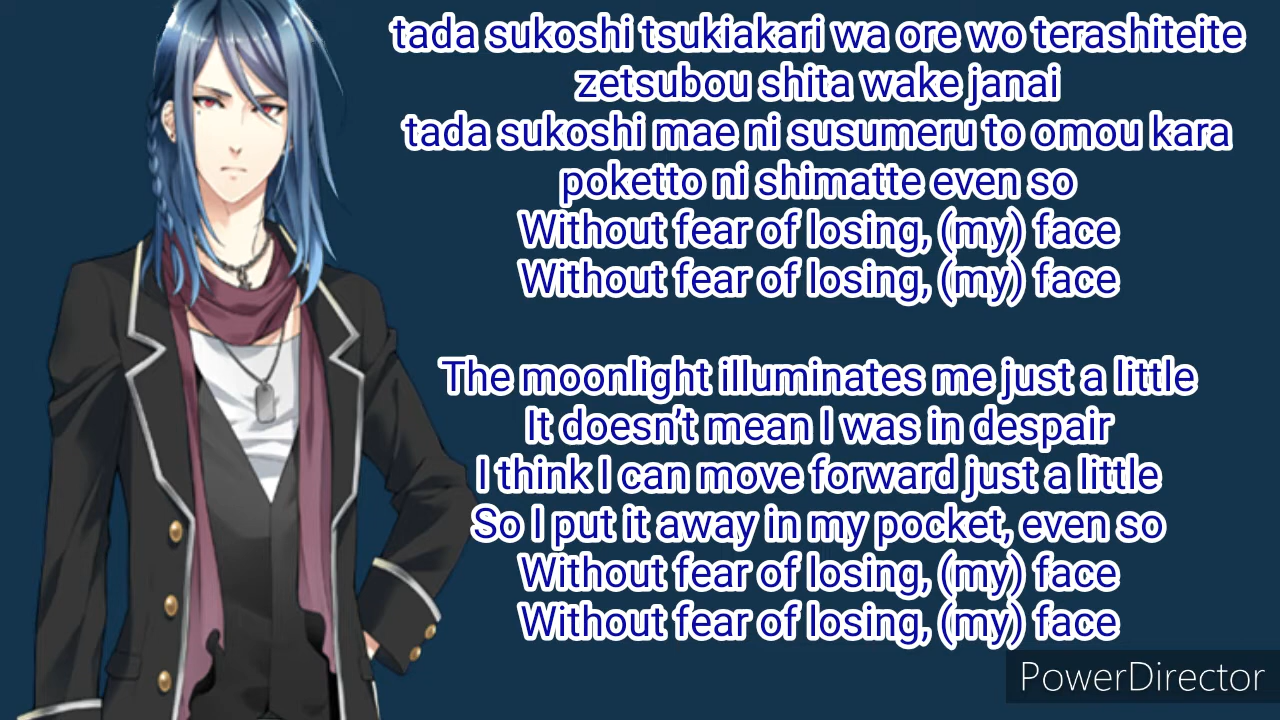 tada sukoshi tsukiakari wa ore wo terashiteite
zetsubou shita wake janai
tada sukoshi mae ni susumeru to omou kara
poketto ni shimatte even so
Without fear of losing, (my) face
Without fear of losing, (my) face
The moonlight illuminates me just a little
It doesn’t mean I was in despair
I think I can move forward just a little
So I put it away in my pocket, even so
Without fear of losing, (my) face
Without fear of losing, (my) face
PowerDirector